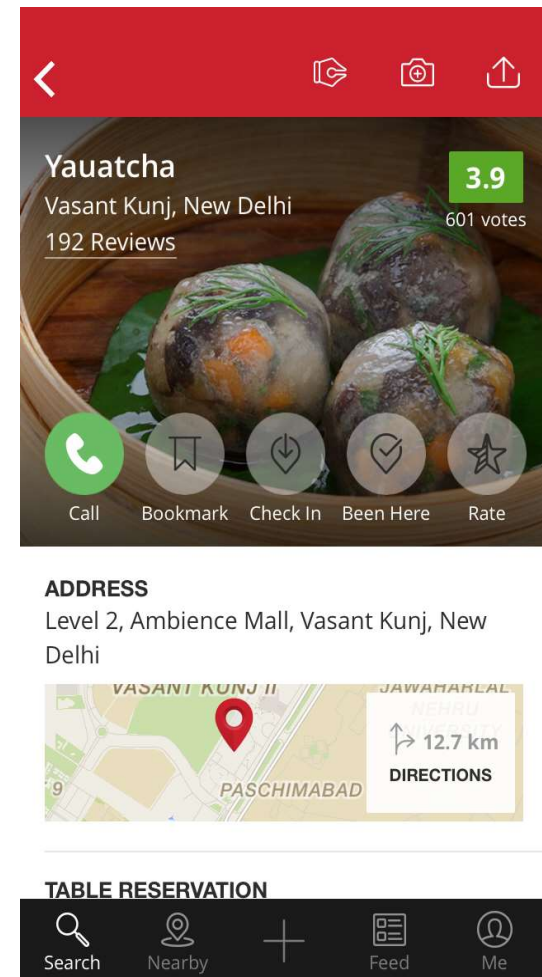 Yauatcha
3.9
Vasant Kunj, New Delhi
601 votes
192 Reviews
Call
Bookmark
Check In
Been Here
Rate
ADDRESS
Level 2, Ambience Mall, Vasant Kunj, New
Delhi
VASANT KUNJ II
JAWAHARLAL
NEHRU
UNIVERSITY
12.7 km
DIRECTIONS
9
PASCHIMABAD
TABLE RESERVATION
Search
Nearby
Feed
Me